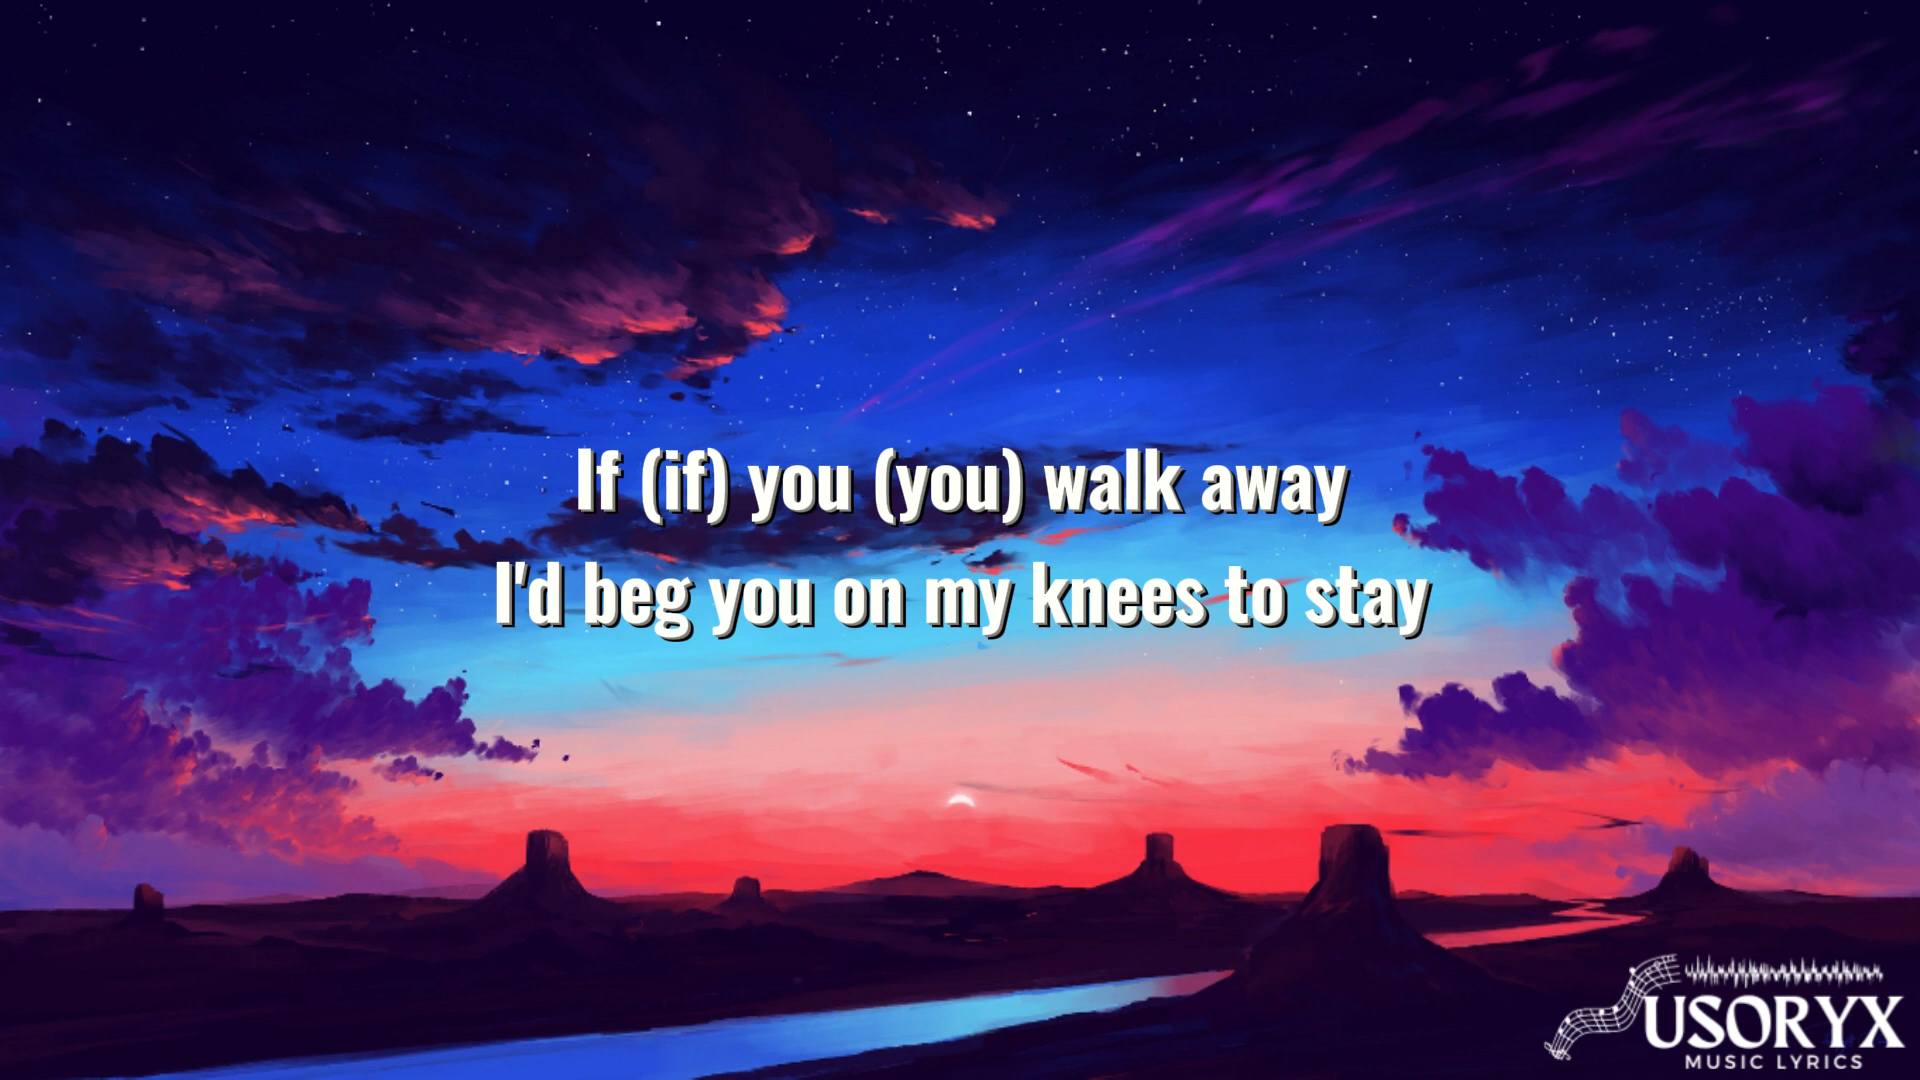 If (if) you (you) walk away
I'd beg you on my knees to stay
USORYX
MUSIC LYRICS